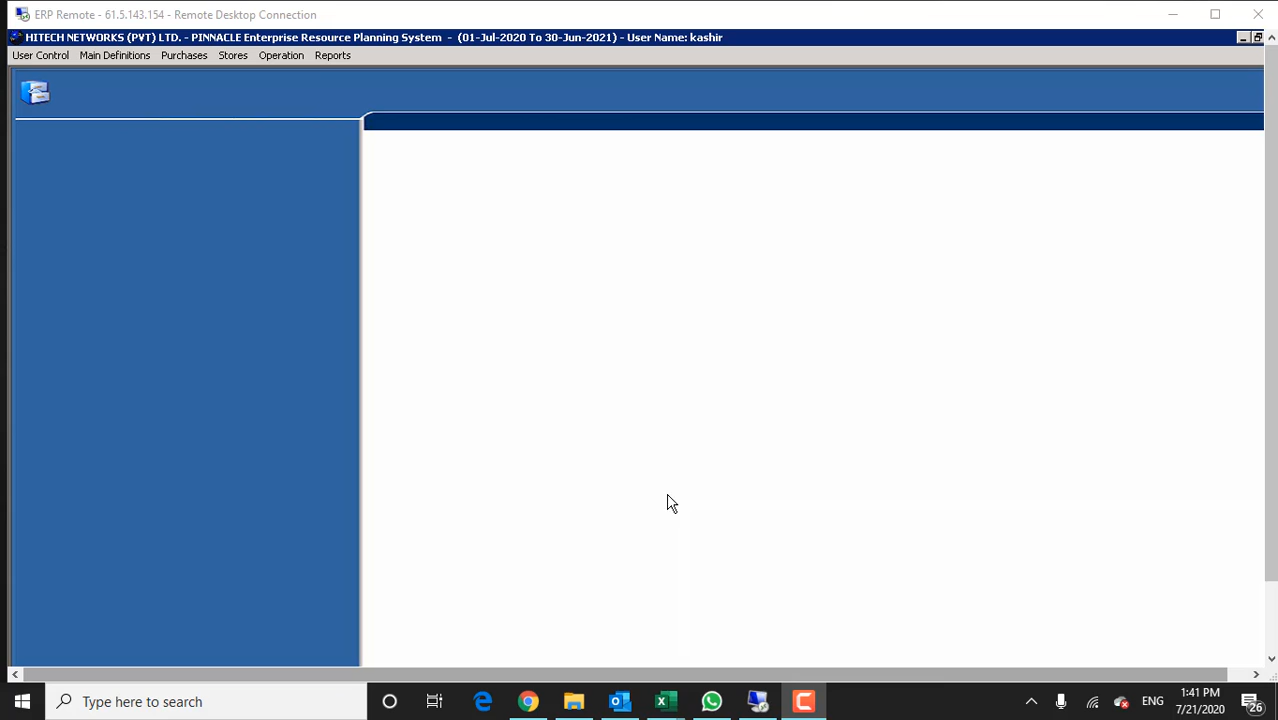 ERP Remote - 61.5.143.154 - Remote Desktop Connection
HITECH NETWORKS (PVT) LTD. - PINNACLE Enterprise Resource Planning System - (01-Jul-2020 To 30-Jun-2021) - User Name: kashir
User Control Main Definitions Purchases Stores Operation Reports
Type here to search
ENG
1:41 PM
7/21/2020
26